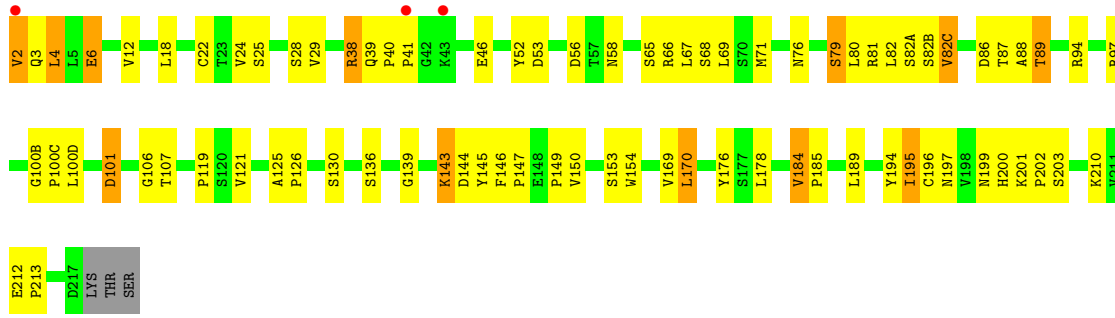 V2 Q3 L4 L5 E6 V12 L18 C22 T23 V24 S25 S28 V29 R38 Q39 P40 P41 G42 K43 E46 Y52 D53 D56 T57 N58 S65 R66 L67 S68 L69 S70 M71 N76 S79 L80 R81 L82 S82A S82B V82C D86 T87 A88 T89 R94
G100B P100C L100D D101 G106 T107 P119 S120 V121 A125 P126 S130 S136 G139 K143 D144 Y145 F146 P147 E148 P149 V150 S153 W154 V169 L170 Y176 S177 L178 V184 P185 L189 Y194 I195 C196 N197 V198 N199 H200 K201 P202 S203 K210
E212 P213 D217 LYS THR SER